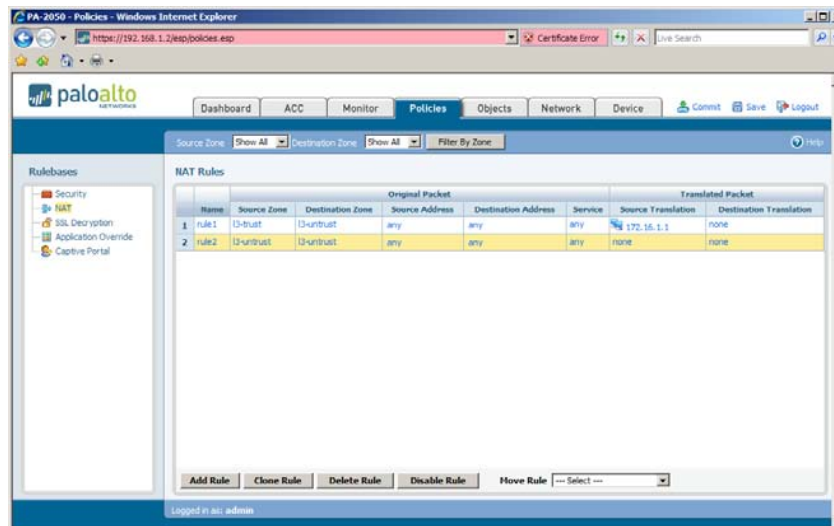 PA-2050 - Policies - Windows Internet Explorer
https://192.168.1.2/esp/policies.esp
Certificate Error
Live Search
paloalto
NETWORKS
Dashboard ACC Monitor Policies Objects Network Device Commit Save Logout
Source Zone Show All Destination Zone Show All Filter By Zone Help
Rulebases
Security
NAT
SSL Decryption
Application Override
Captive Portal
NAT Rules
Original Packet Translated Packet
Name Source Zone Destination Zone Source Address Destination Address Service Source Translation Destination Translation
1 rule1 l3-trust l3-untrust any any any 172.16.1.1 none
2 rule2 l3-untrust l3-untrust any any any none none
Add Rule Clone Rule Delete Rule Disable Rule Move Rule --- Select ---
Logged in as: admin